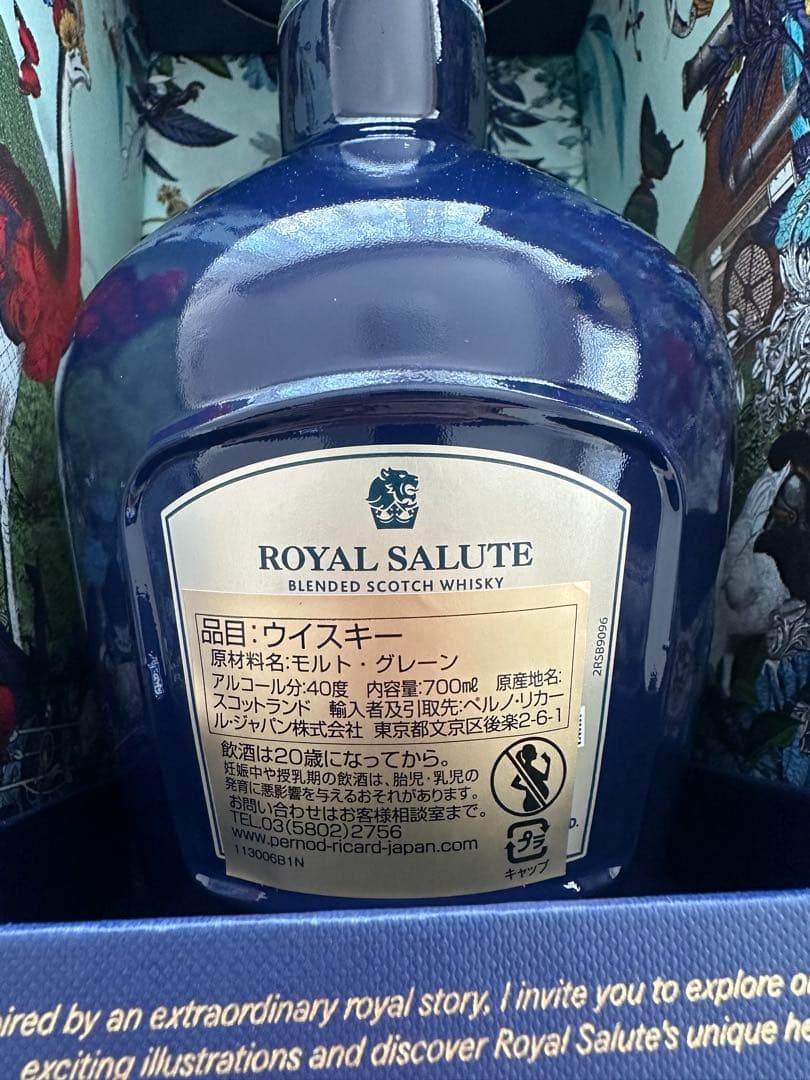 ROYAL SALUTE
BLENDED SCOTCH WHISKY
2RSB9096
品目:ウイスキー
原材料名:モルト・グレーン
アルコール分:40度 内容量:700mℓ 原産地名:
スコットランド 輸入者及引取先:ペルノ・リカー
ル・ジャパン株式会社 東京都文京区後楽2-6-1
飲酒は20歳になってから。
妊娠中や授乳期の飲酒は、胎児・乳児の
発育に悪影響を与えるおそれがあります。
お問い合わせはお客様相談室まで。
TEL.03(5802)2756
www.pernod-ricard-japan.com
113006B1N
プラ
キャップ
D.
ired by an extraordinary royal story, I invite you to explore
exciting illustrations and discover Royal Salute's unique